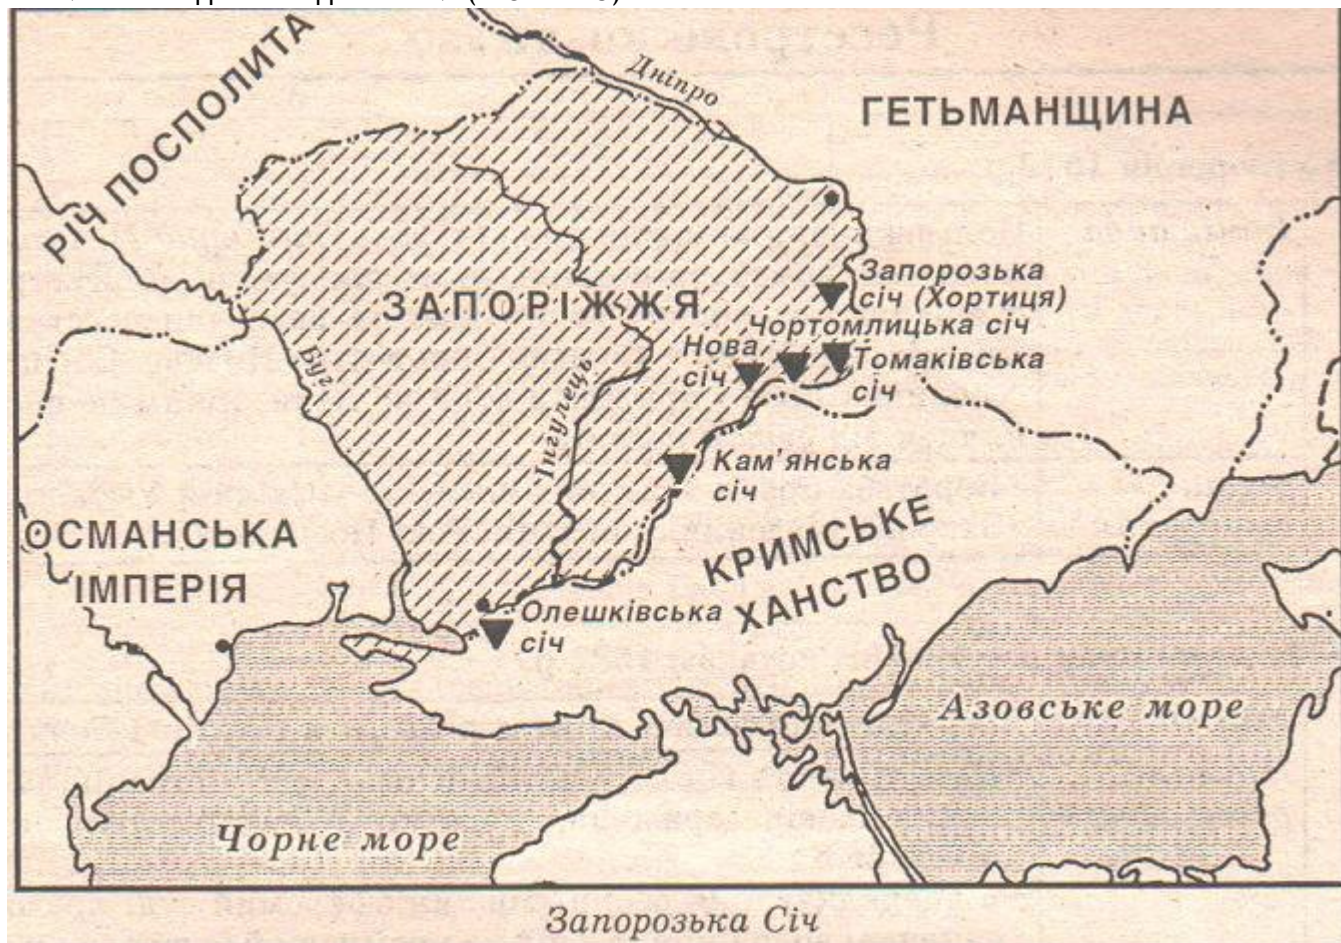 Дніпро
ГЕТЬМАНЩИНА
РІЧ ПОСПОЛИТА
Запорозька
січ (Хортиця)
ЗАПОРІЖЖЯ
Чортомлицька січ
Нова
січ
Томаківська
січ
Буг
Інгулець
Кам'янська
січ
ОСМАНСЬКА
ІМПЕРІЯ
КРИМСЬКЕ
ХАНСТВО
Олешківська
січ
Азовське море
Чорне море
Запорозька Січ